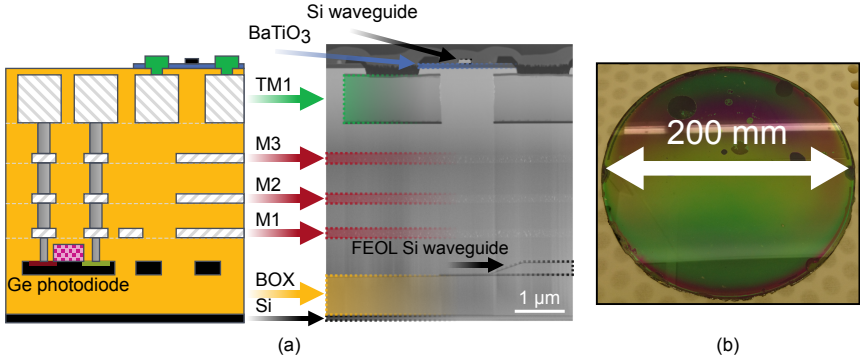 Si waveguide
BaTiO3
TM1
M3
M2
M1
FEOL Si waveguide
Ge photodiode
BOX
Si
1 µm
(a)
200 mm
(b)